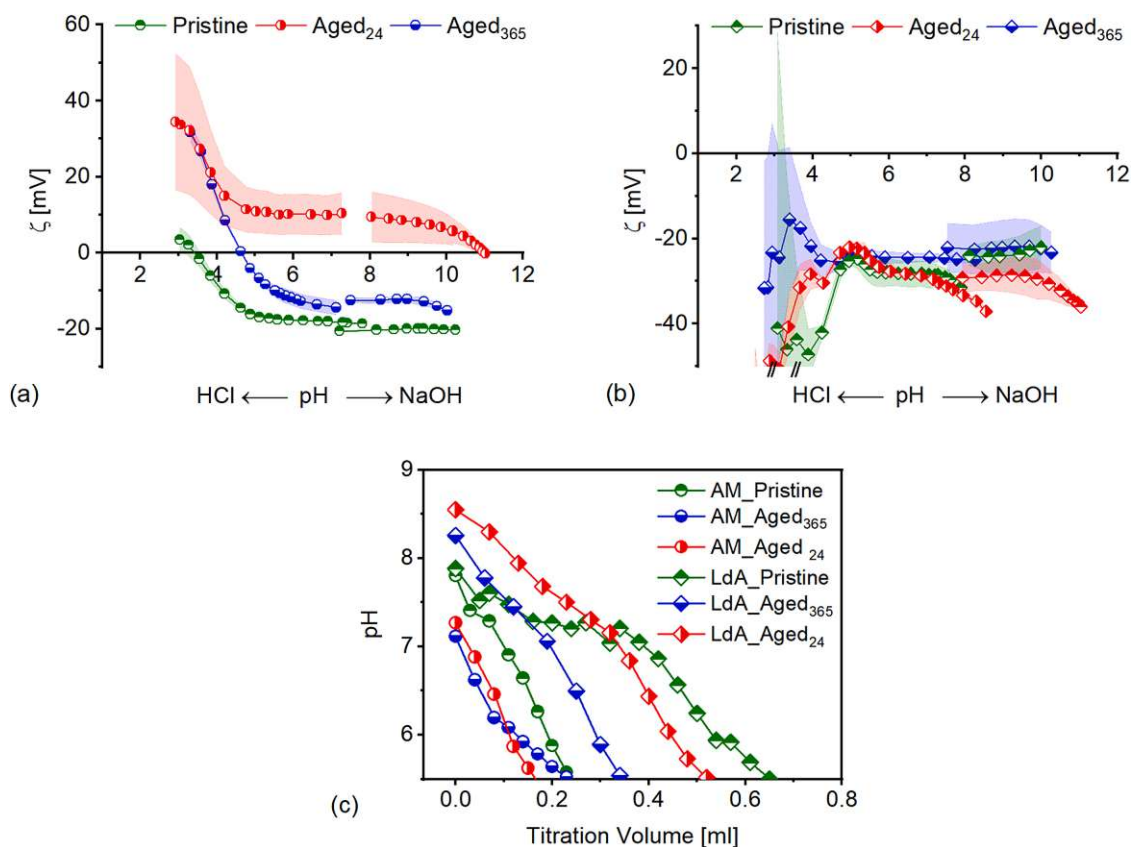 Pristine Aged24 Aged365
60
40
20
0
-20
ζ [mV]
2 4 6 8 10 12
(a)
HCl ← pH → NaOH
Pristine Aged24 Aged365
20
0
-20
-40
ζ [mV]
2 4 6 8 10 12
(b)
HCl ← pH → NaOH
9
8
7
6
pH
AM_Pristine
AM_Aged365
AM_Aged24
LdA_Pristine
LdA_Aged365
LdA_Aged24
0.0 0.2 0.4 0.6 0.8
(c)
Titration Volume [ml]